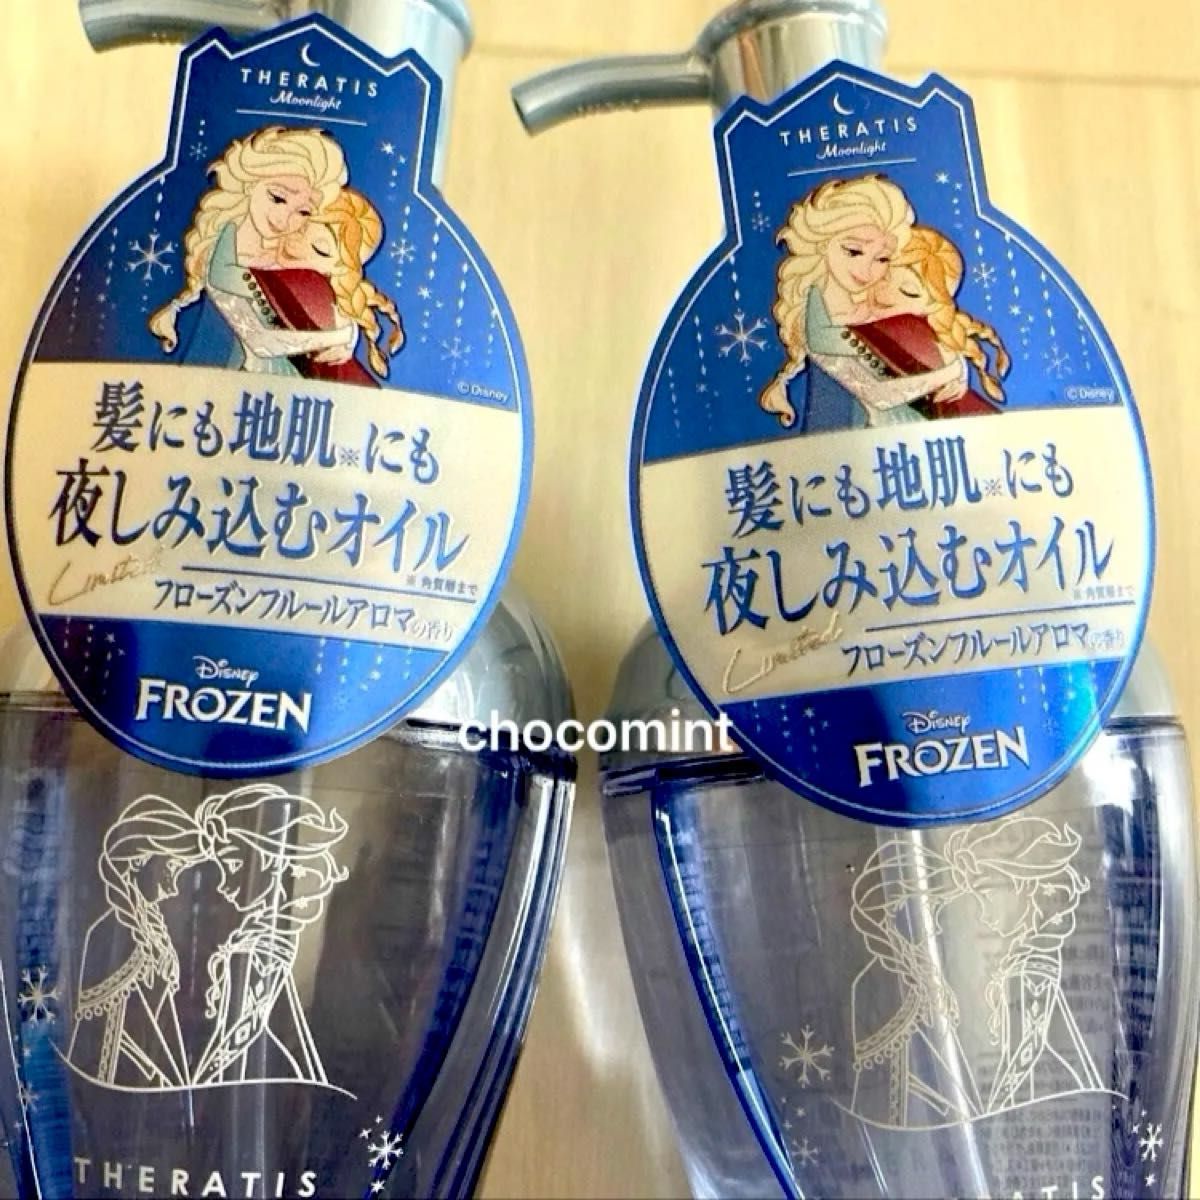 THERATIS
Moonlight
©Disney
髪にも地肌※にも
夜しみ込むオイル
※角質層まで
Limited
フローズンフルールアロマの香り
Disney
FROZEN
THERATIS
THERATIS
Moonlight
©Disney
髪にも地肌※にも
夜しみ込むオイル
※角質層まで
Limited
フローズンフルールアロマの香り
Disney
FROZEN
chocomint